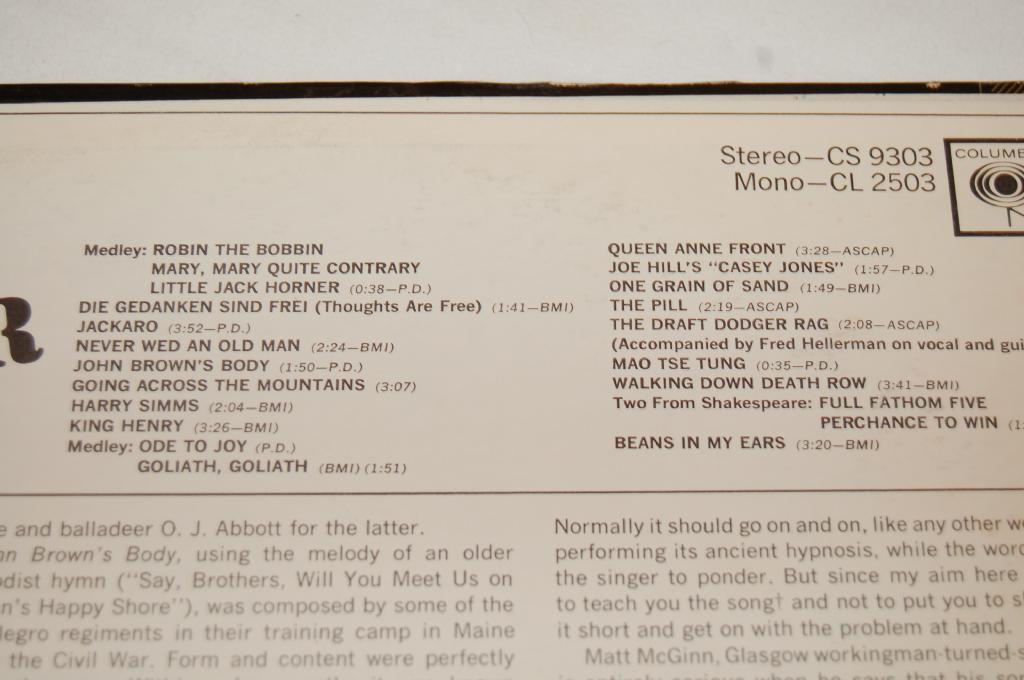 Stereo—CS 9303
Mono—CL 2503
R
Medley: ROBIN THE BOBBIN
MARY, MARY QUITE CONTRARY
LITTLE JACK HORNER (0:38—P.D.)
DIE GEDANKEN SIND FREI (Thoughts Are Free) (1:41—BMI)
JACKARO (3:52—P.D.)
NEVER WED AN OLD MAN (2:24—BMI)
JOHN BROWN'S BODY (1:50—P.D.)
GOING ACROSS THE MOUNTAINS (3:07)
HARRY SIMMS (2:04—BMI)
KING HENRY (3:26—BMI)
Medley: ODE TO JOY (P.D.)
GOLIATH, GOLIATH (BMI) (1:51)
QUEEN ANNE FRONT (3:28—ASCAP)
JOE HILL'S "CASEY JONES" (1:57—P.D.)
ONE GRAIN OF SAND (1:49—BMI)
THE PILL (2:19—ASCAP)
THE DRAFT DODGER RAG (2:08—ASCAP)
(Accompanied by Fred Hellerman on vocal and gui
MAO TSE TUNG (0:35—P.D.)
WALKING DOWN DEATH ROW (3:41—BMI)
Two From Shakespeare: FULL FATHOM FIVE
PERCHANCE TO WIN (1:
BEANS IN MY EARS (3:20—BMI)
e and balladeer O. J. Abbott for the latter.
hn Brown's Body, using the melody of an older
odist hymn ("Say, Brothers, Will You Meet Us on
n's Happy Shore"), was composed by some of the
legro regiments in their training camp in Maine
the Civil War. Form and content were perfectly
Normally it should go on and on, like any other
performing its ancient hypnosis, while the
the singer to ponder. But since my aim here
to teach you the song† and not to put you to
it short and get on with the problem at hand.
Matt McGinn, Glasgow workingman-turned-s
is entirely serious when he says that his